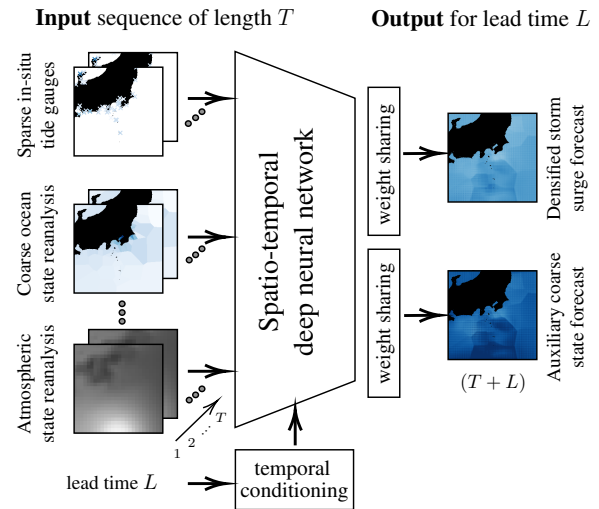 Input sequence of length T
Output for lead time L
Sparse in-situ
tide gauges
Coarse ocean
state reanalysis
Atmospheric
state reanalysis
1
2
...
T
lead time L
Spatio-temporal
deep neural network
temporal
conditioning
weight sharing
weight sharing
Densified storm
surge forecast
Auxiliary coarse
state forecast
(T + L)